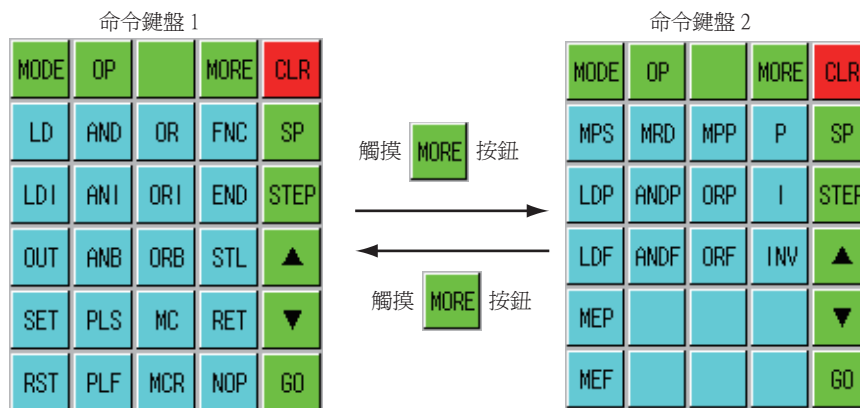 命令鍵盤 1
MODE OP MORE CLR
LD AND OR FNC SP
LDI ANI ORI END STEP
OUT ANB ORB STL ▲
SET PLS MC RET ▼
RST PLF MCR NOP GO
觸摸 MORE 按鈕
觸摸 MORE 按鈕
命令鍵盤 2
MODE OP MORE CLR
MPS MRD MPP P SP
LDP ANDP ORP I STEP
LDF ANDF ORF INV ▲
MEP ▼
MEF GO